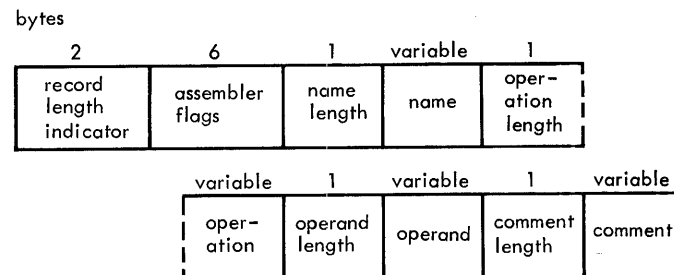 bytes
2 6 1 variable 1
record length indicator assembler flags name length name oper-ation length
variable 1 variable 1 variable
oper-ation operand length operand comment length comment